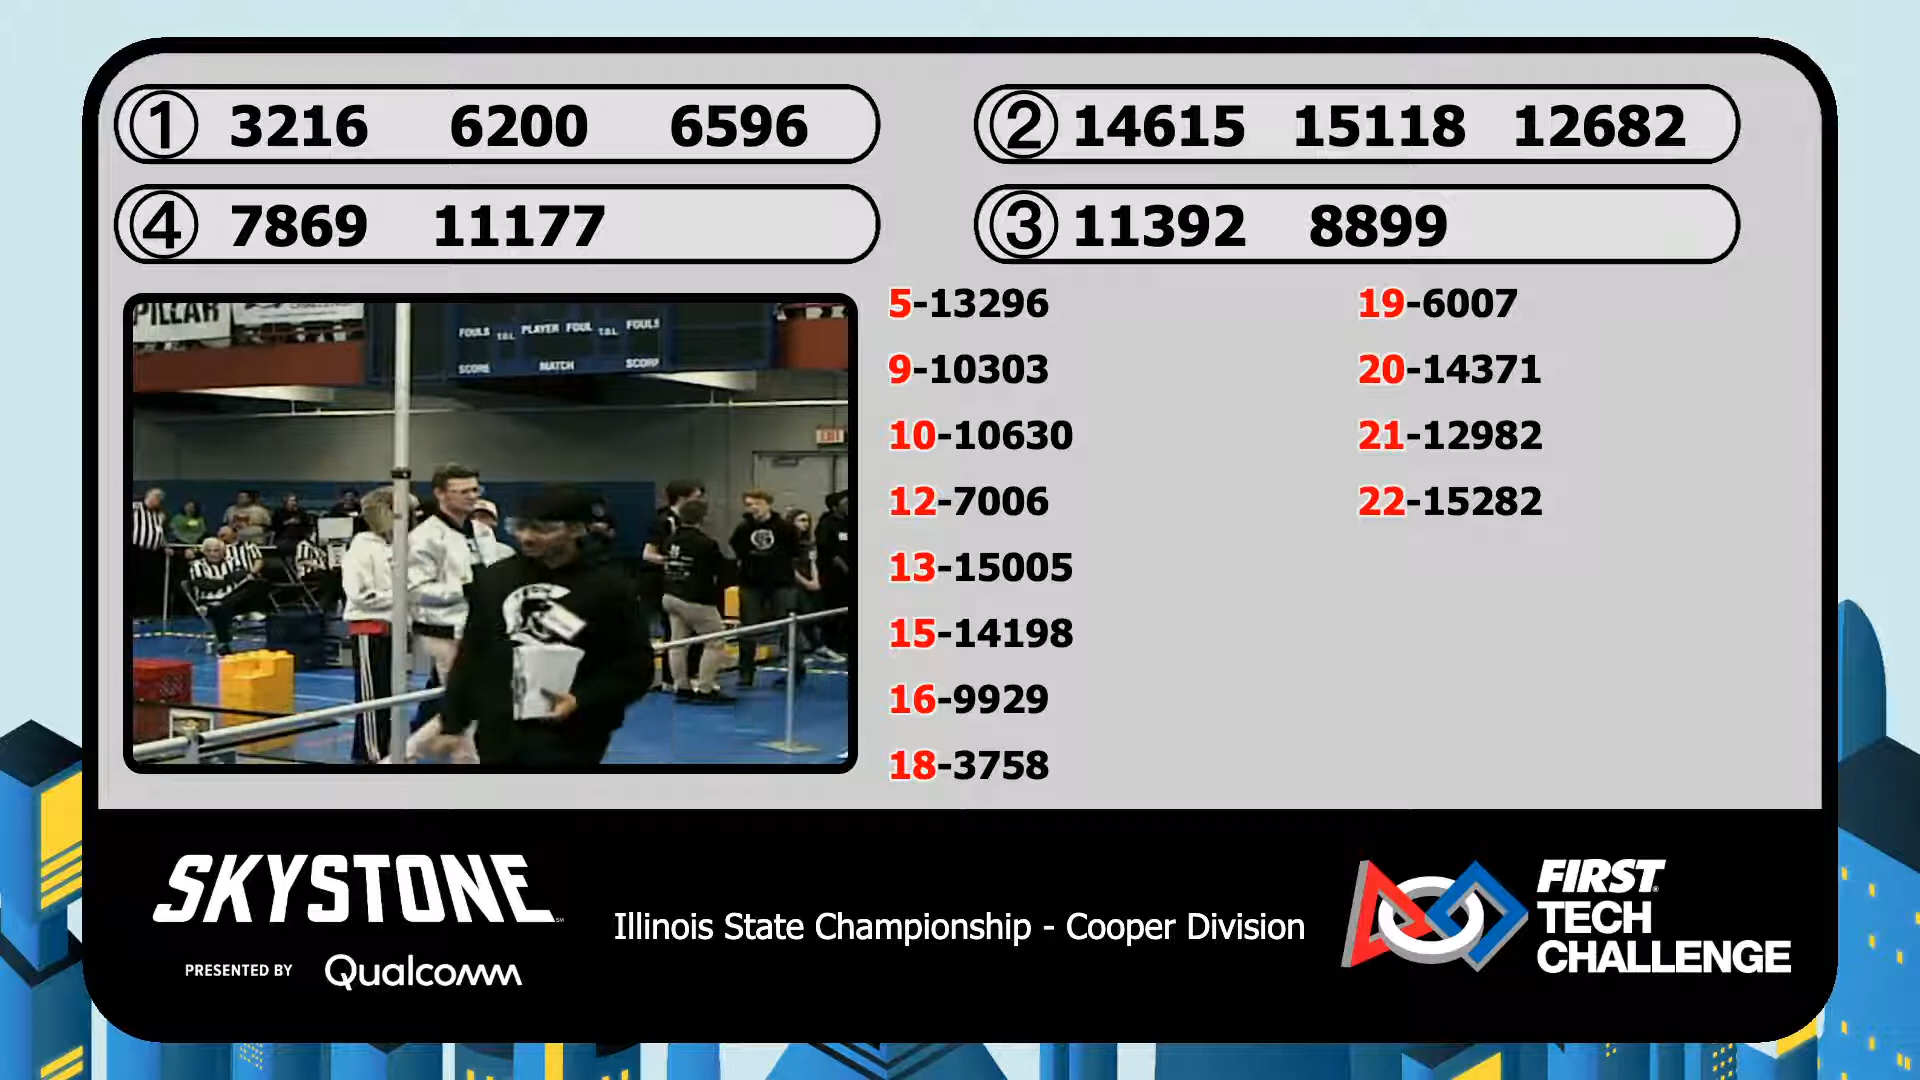 1 3216 6200 6596
2 14615 15118 12682
4 7869 11177
3 11392 8899
PILLAR
FOULS T.O.L. PLAYER FOUL T.O.L. FOULS
SCORE MATCH SCORE
EXIT
5-13296
9-10303
10-10630
12-7006
13-15005
15-14198
16-9929
18-3758
19-6007
20-14371
21-12982
22-15282
SKYSTONE
PRESENTED BY Qualcomm
Illinois State Championship - Cooper Division
FIRST
TECH
CHALLENGE